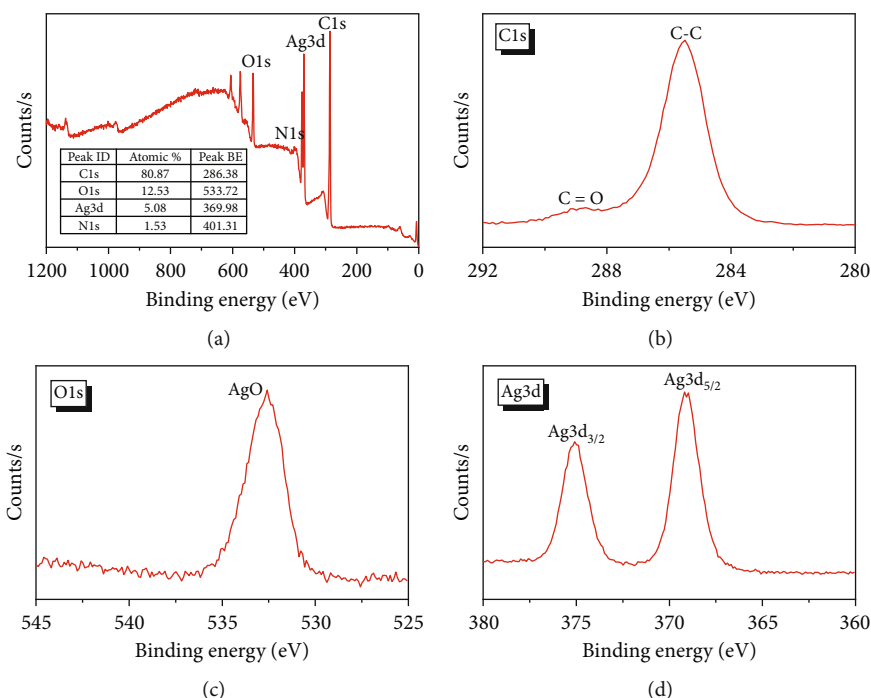 (a)
C1s
Ag3d
O1s
N1s
Counts/s
Peak ID Atomic % Peak BE
C1s 80.87 286.38
O1s 12.53 533.72
Ag3d 5.08 369.98
N1s 1.53 401.31
1200 1000 800 600 400 200 0
Binding energy (eV)
C1s
C-C
C = O
Counts/s
292 288 284 280
Binding energy (eV)
(b)
O1s
AgO
Counts/s
545 540 535 530 525
Binding energy (eV)
(c)
Ag3d
Ag3d5/2
Ag3d3/2
Counts/s
380 375 370 365 360
Binding energy (eV)
(d)